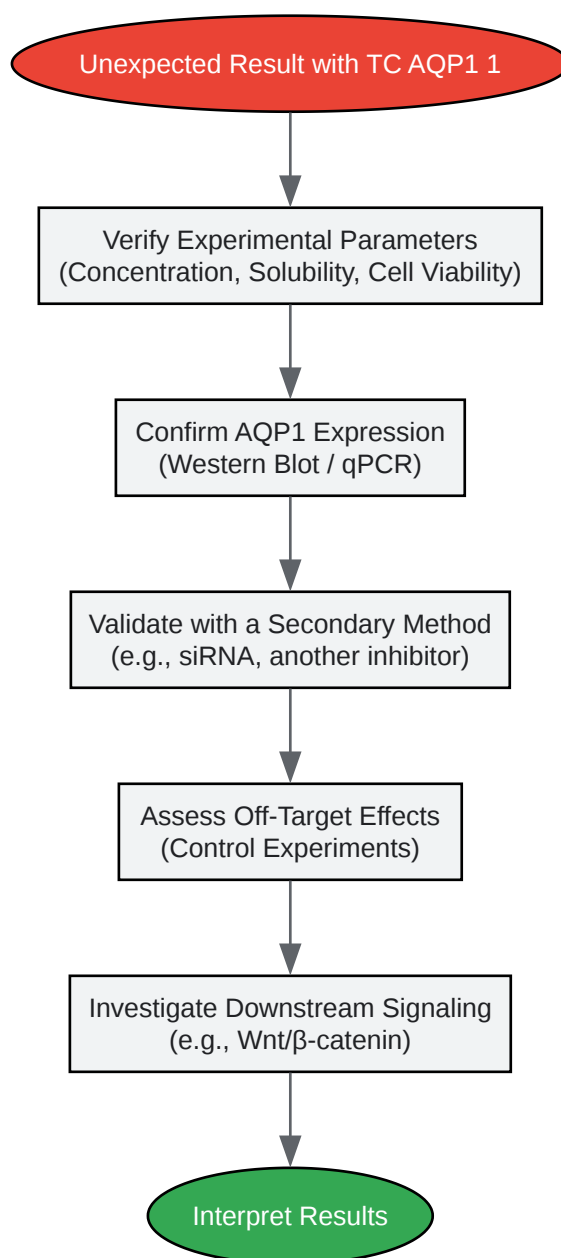 Unexpected Result with TC AQP1 1
Verify Experimental Parameters
(Concentration, Solubility, Cell Viability)
Confirm AQP1 Expression
(Western Blot / qPCR)
Validate with a Secondary Method
(e.g., siRNA, another inhibitor)
Assess Off-Target Effects
(Control Experiments)
Investigate Downstream Signaling
(e.g., Wnt/β-catenin)
Interpret Results